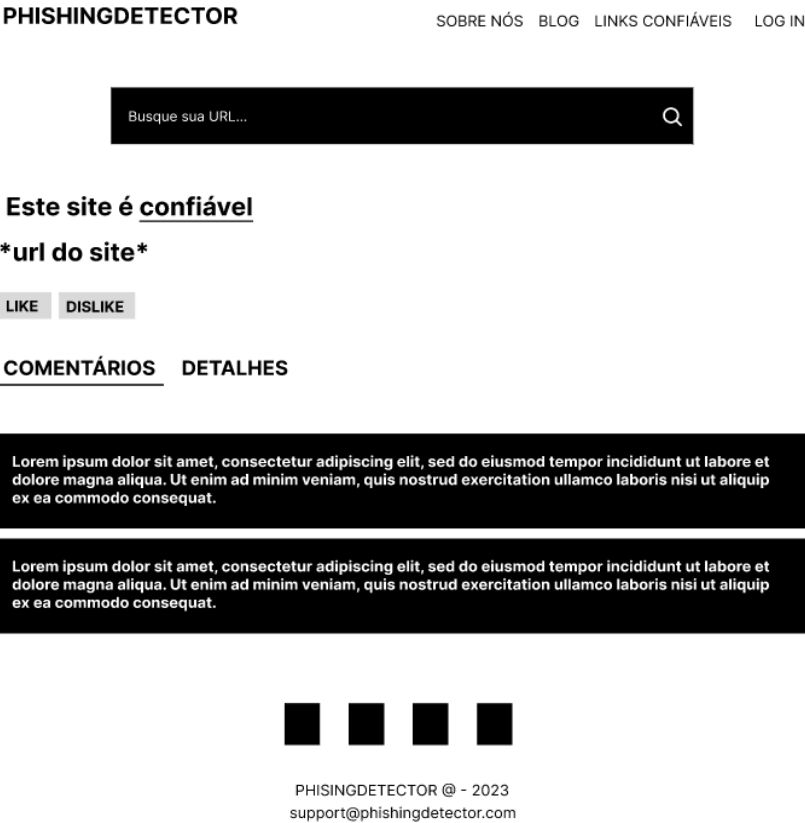 PHISHINGDETECTOR
SOBRE NÓS BLOG LINKS CONFIÁVEIS LOG IN
Busque sua URL...
Este site é confiável
*url do site*
LIKE DISLIKE
COMENTÁRIOS DETALHES
Lorem ipsum dolor sit amet, consectetur adipiscing elit, sed do eiusmod tempor incididunt ut labore et
dolore magna aliqua. Ut enim ad minim veniam, quis nostrud exercitation ullamco laboris nisi ut aliquip
ex ea commodo consequat.
Lorem ipsum dolor sit amet, consectetur adipiscing elit, sed do eiusmod tempor incididunt ut labore et
dolore magna aliqua. Ut enim ad minim veniam, quis nostrud exercitation ullamco laboris nisi ut aliquip
ex ea commodo consequat.
PHISINGDETECTOR @ - 2023
support@phishingdetector.com